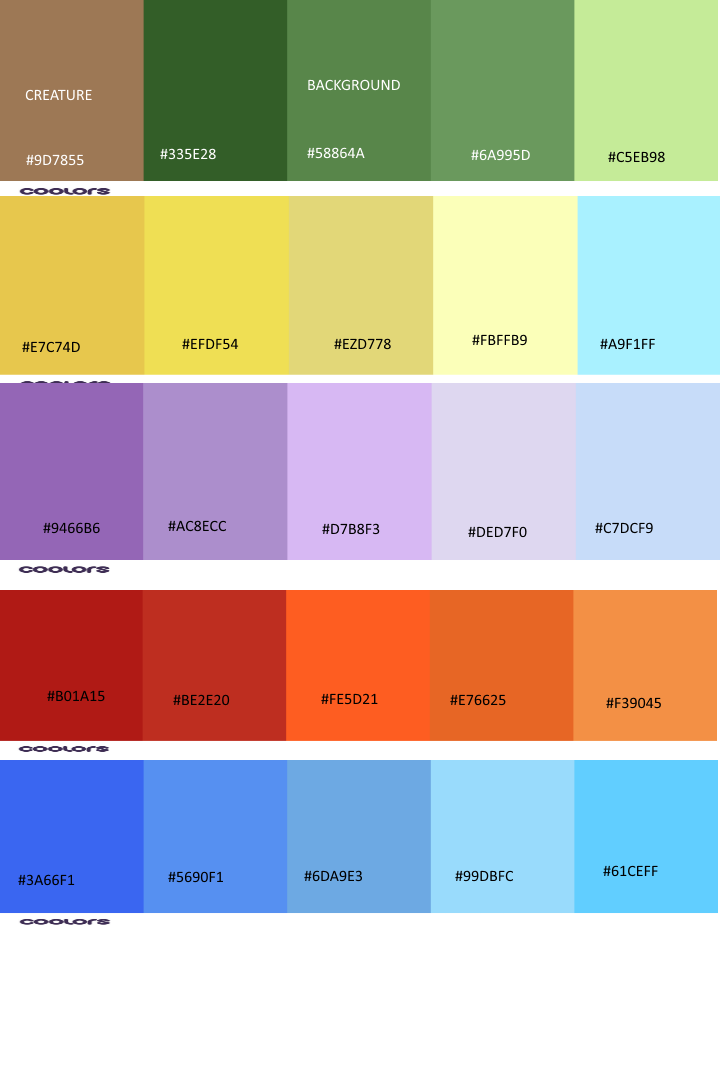 CREATURE
BACKGROUND
#9D7855
#335E28
#58864A
#6A995D
#C5EB98
coolors
#E7C74D
#EFDF54
#EZD778
#FBFFB9
#A9F1FF
coolors
#9466B6
#AC8ECC
#D7B8F3
#DED7F0
#C7DCF9
coolors
#B01A15
#BE2E20
#FE5D21
#E76625
#F39045
coolors
#3A66F1
#5690F1
#6DA9E3
#99DBFC
#61CEFF
coolors